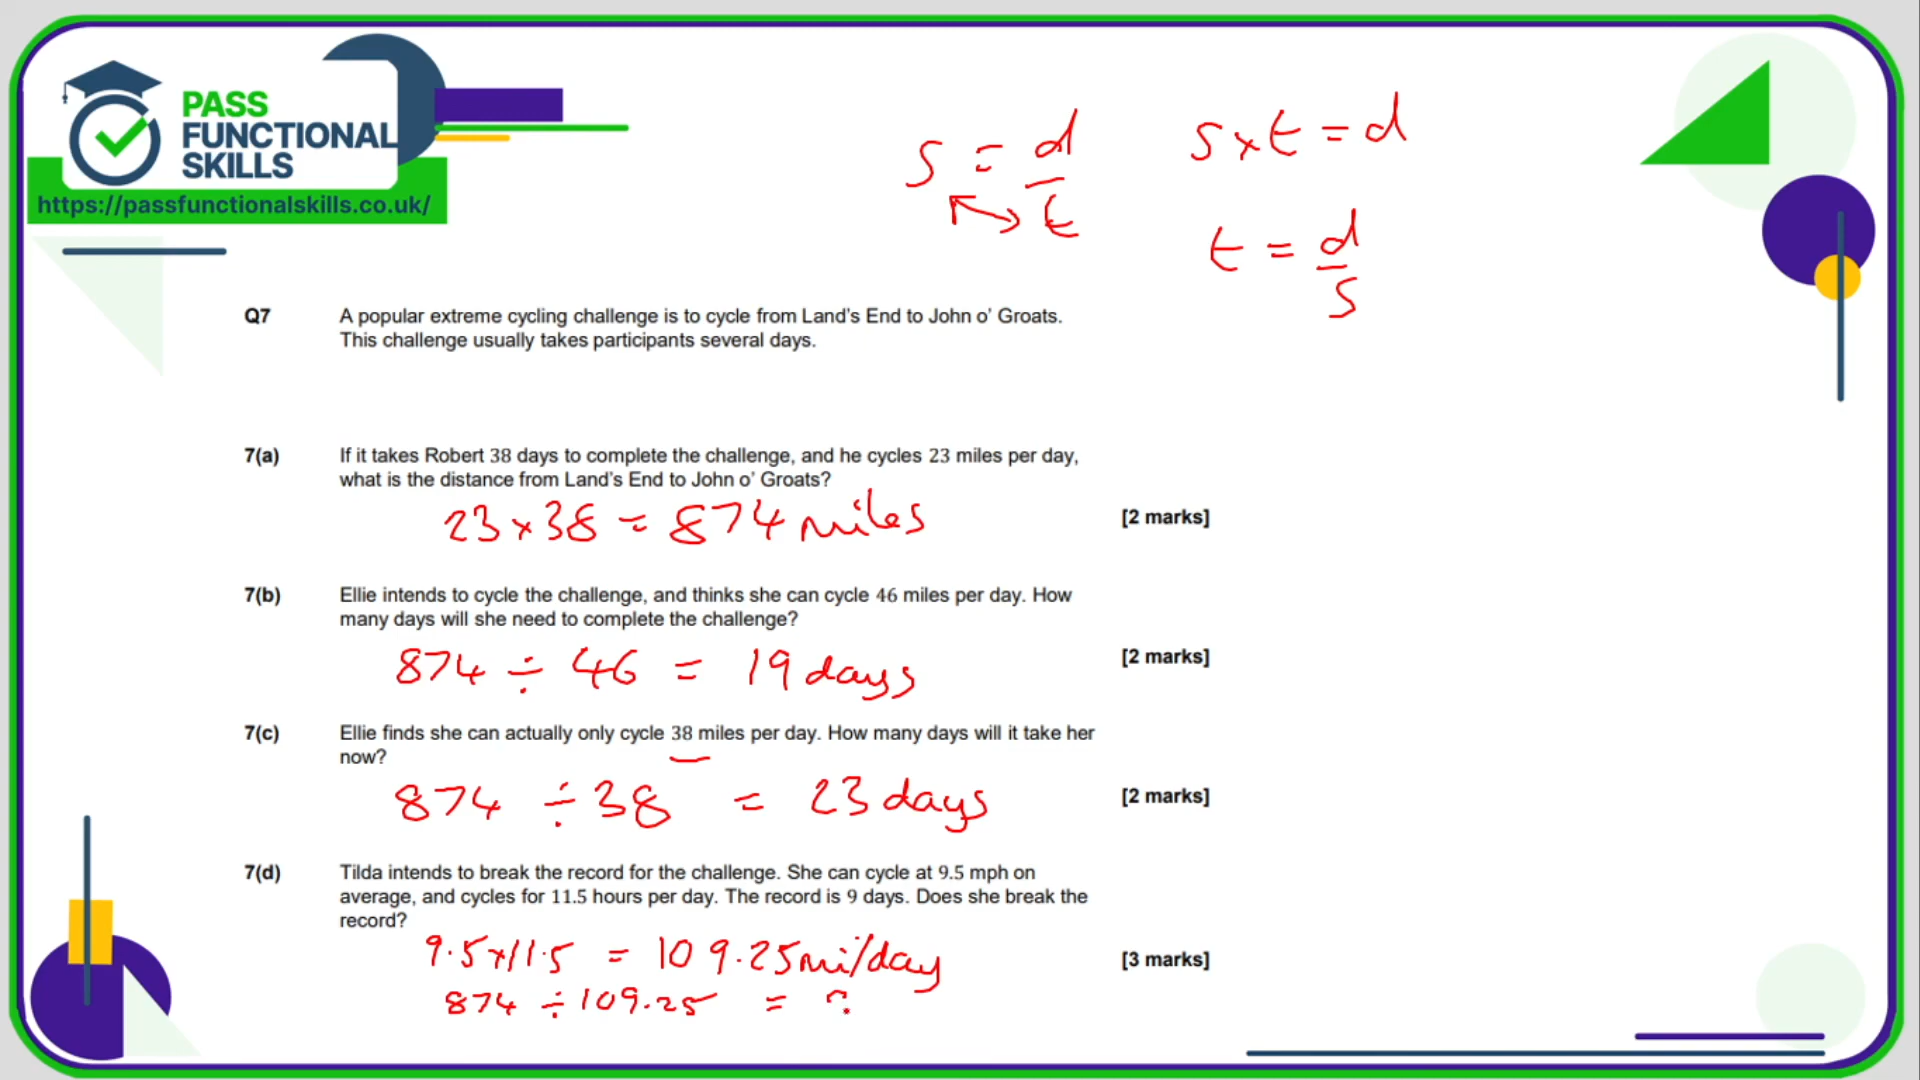 PASS
FUNCTIONAL
SKILLS
https://passfunctionalskills.co.uk/
s = d/t
s × t = d
t = d/s
Q7 A popular extreme cycling challenge is to cycle from Land's End to John o' Groats.
This challenge usually takes participants several days.
7(a) If it takes Robert 38 days to complete the challenge, and he cycles 23 miles per day,
what is the distance from Land's End to John o' Groats?
23 × 38 = 874 miles
[2 marks]
7(b) Ellie intends to cycle the challenge, and thinks she can cycle 46 miles per day. How
many days will she need to complete the challenge?
874 ÷ 46 = 19 days
[2 marks]
7(c) Ellie finds she can actually only cycle 38 miles per day. How many days will it take her
now?
874 ÷ 38 = 23 days
[2 marks]
7(d) Tilda intends to break the record for the challenge. She can cycle at 9.5 mph on
average, and cycles for 11.5 hours per day. The record is 9 days. Does she break the
record?
9.5 × 11.5 = 109.25 mi/day
[3 marks]
874 ÷ 109.25 = ?